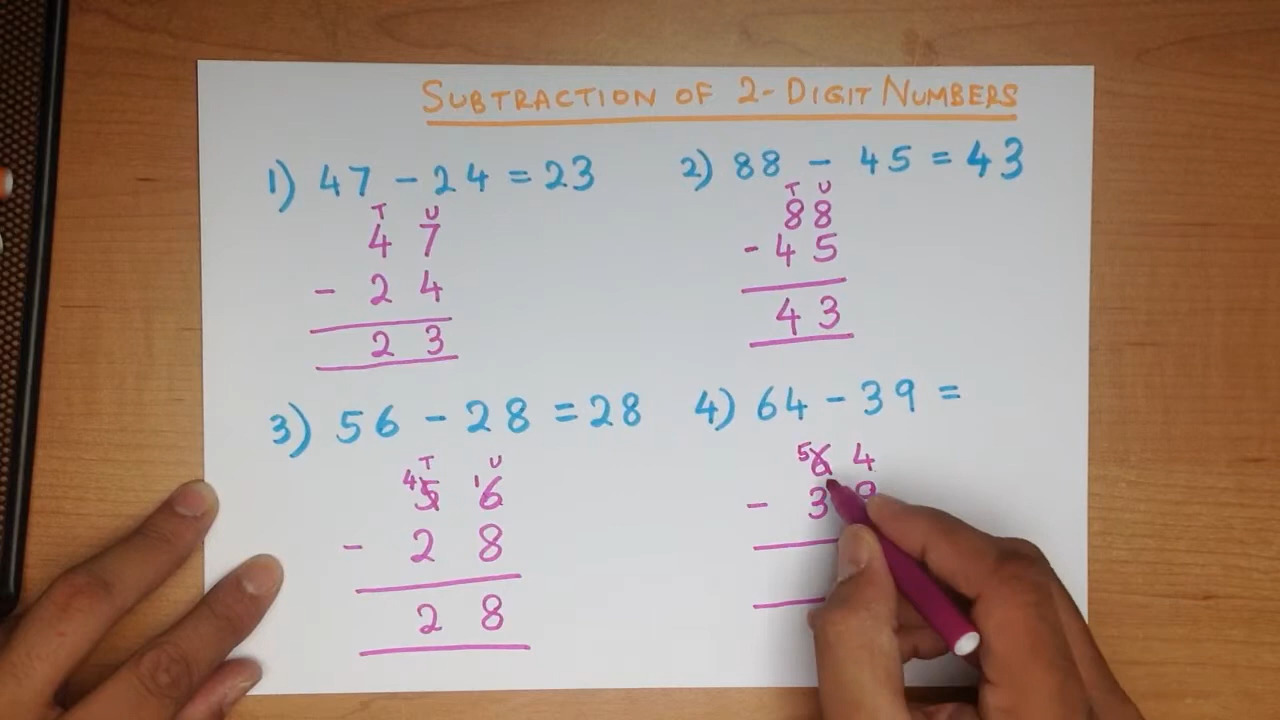 SUBTRACTION OF 2-DIGIT NUMBERS
1) 47 - 24 = 23
T U
4 7
- 2 4
2 3
2) 88 - 45 = 43
T U
8 8
- 4 5
4 3
3) 56 - 28 = 28
T U
4 5 1 6
- 2 8
2 8
4) 64 - 39 =
5 6 4
- 3